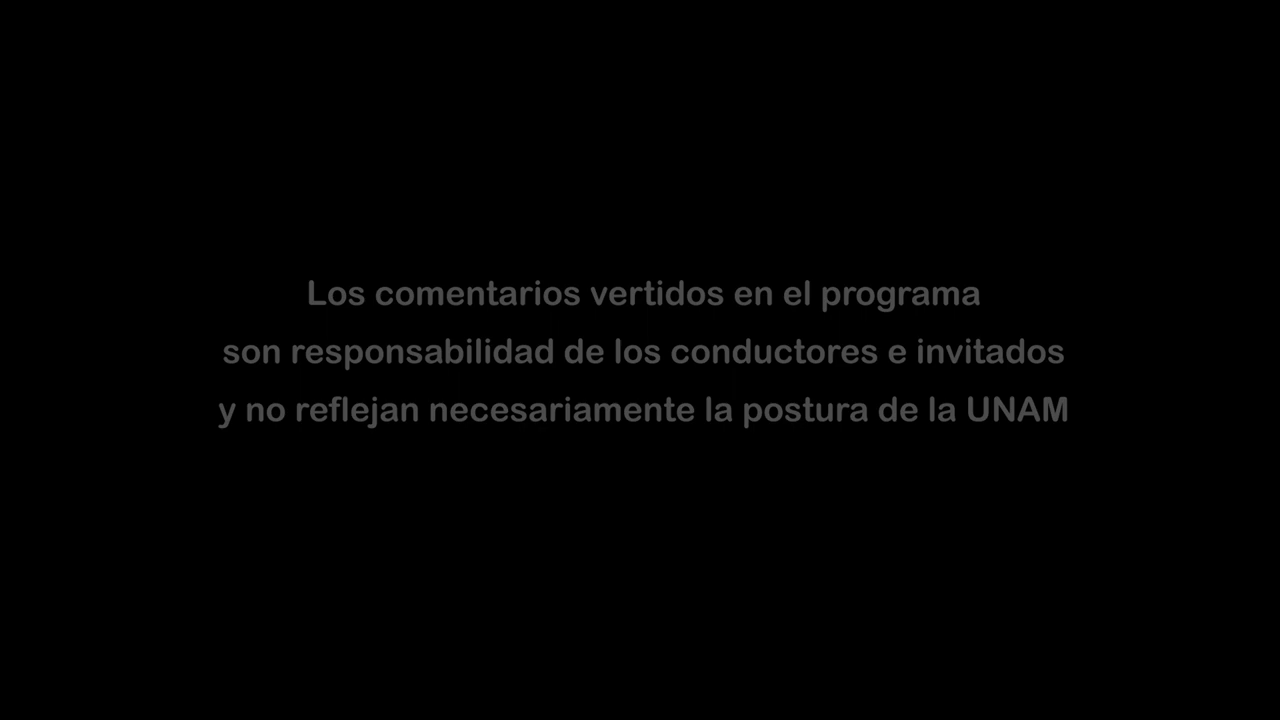 Los comentarios vertidos en el programa
son responsabilidad de los conductores e invitados
y no reflejan necesariamente la postura de la UNAM